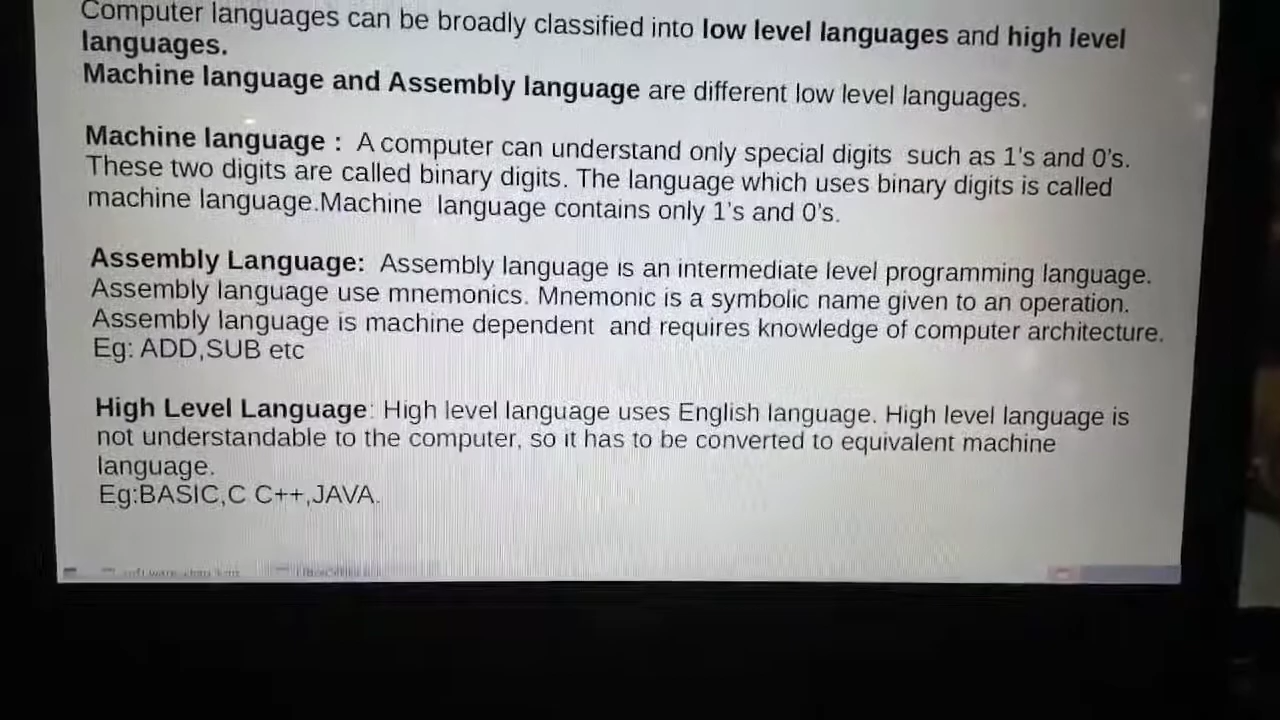 Computer languages can be broadly classified into low level languages and high level
languages.
Machine language and Assembly language are different low level languages.
Machine language : A computer can understand only special digits such as 1's and 0's.
These two digits are called binary digits. The language which uses binary digits is called
machine language.Machine language contains only 1's and 0's.
Assembly Language: Assembly language is an intermediate level programming language.
Assembly language use mnemonics. Mnemonic is a symbolic name given to an operation.
Assembly language is machine dependent and requires knowledge of computer architecture.
Eg: ADD,SUB etc
High Level Language: High level language uses English language. High level language is
not understandable to the computer, so it has to be converted to equivalent machine
language.
Eg:BASIC,C C++,JAVA.